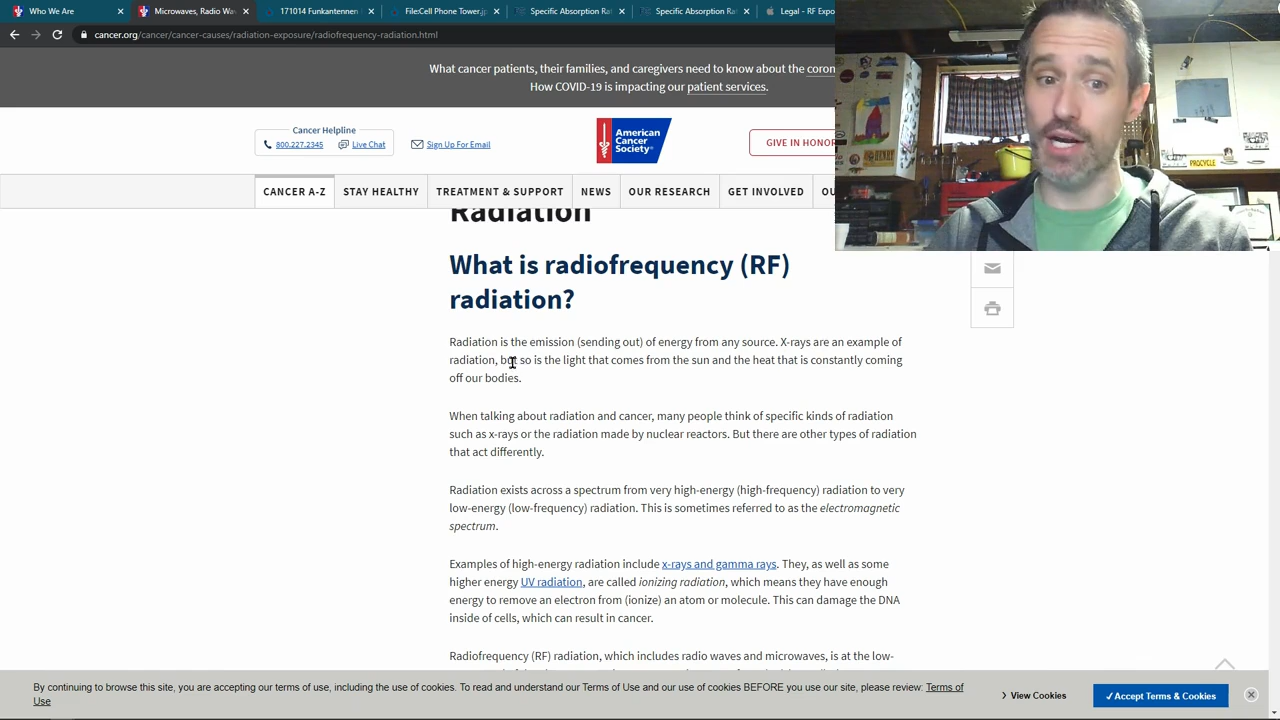 Who We Are
Microwaves, Radio Wav
171014 Funkantennen
File:Cell Phone Tower.j
Specific Absorption Rat
Specific Absorption Ra
Legal - RF Expo
cancer.org/cancer/cancer-causes/radiation-exposure/radiofrequency-radiation.html
What cancer patients, their families, and caregivers need to know about the coron
How COVID-19 is impacting our patient services.
Cancer Helpline
800.227.2345
Live Chat
Sign Up For Email
American
Cancer
Society
GIVE IN HONOR
CANCER A-Z
STAY HEALTHY
TREATMENT & SUPPORT
NEWS
OUR RESEARCH
GET INVOLVED
OU
Radiation
What is radiofrequency (RF)
radiation?
Radiation is the emission (sending out) of energy from any source. X-rays are an example of
radiation, but so is the light that comes from the sun and the heat that is constantly coming
off our bodies.
When talking about radiation and cancer, many people think of specific kinds of radiation
such as x-rays or the radiation made by nuclear reactors. But there are other types of radiation
that act differently.
Radiation exists across a spectrum from very high-energy (high-frequency) radiation to very
low-energy (low-frequency) radiation. This is sometimes referred to as the electromagnetic
spectrum.
Examples of high-energy radiation include x-rays and gamma rays. They, as well as some
higher energy UV radiation, are called ionizing radiation, which means they have enough
energy to remove an electron from (ionize) an atom or molecule. This can damage the DNA
inside of cells, which can result in cancer.
Radiofrequency (RF) radiation, which includes radio waves and microwaves, is at the low-
By continuing to browse this site, you are accepting our terms of use, including the use of cookies. To read and understand our Terms of Use and our use of cookies BEFORE you use our site, please review: Terms of
Use
View Cookies
✓Accept Terms & Cookies
PROCYCLE
HENRY